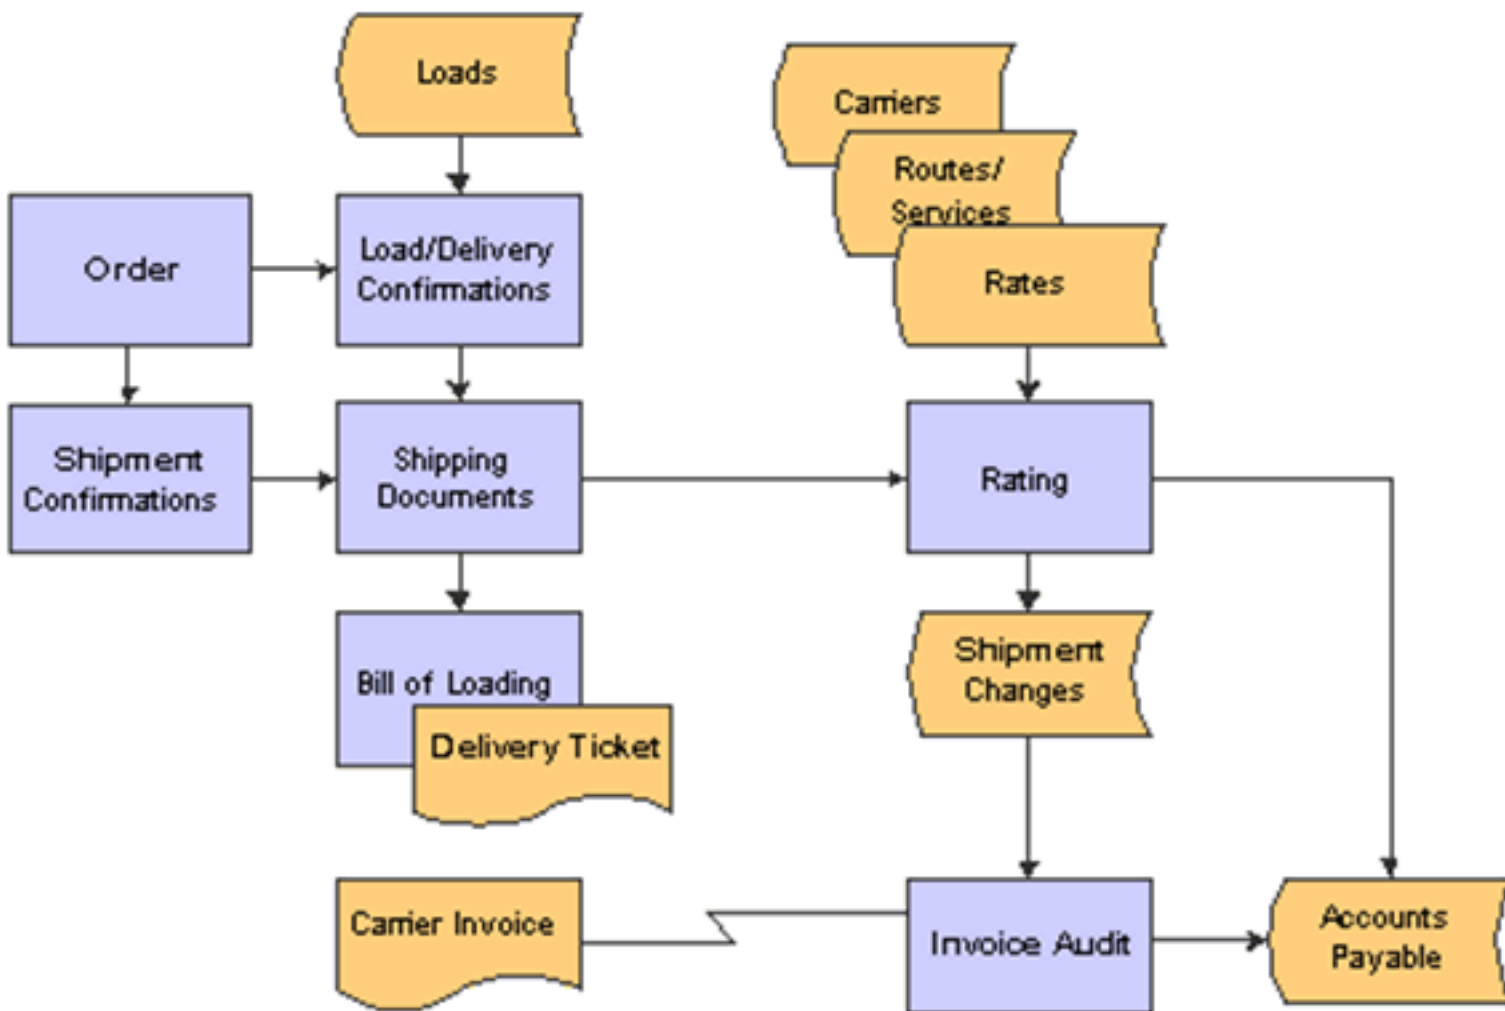 Loads
Carriers
Routes/
Services
Rates
Order
Load/Delivery
Confirmations
Shipment
Confirmations
Shipping
Documents
Rating
Bill of Loading
Delivery Ticket
Shipment
Changes
Carrier Invoice
Invoice Audit
Accounts
Payable